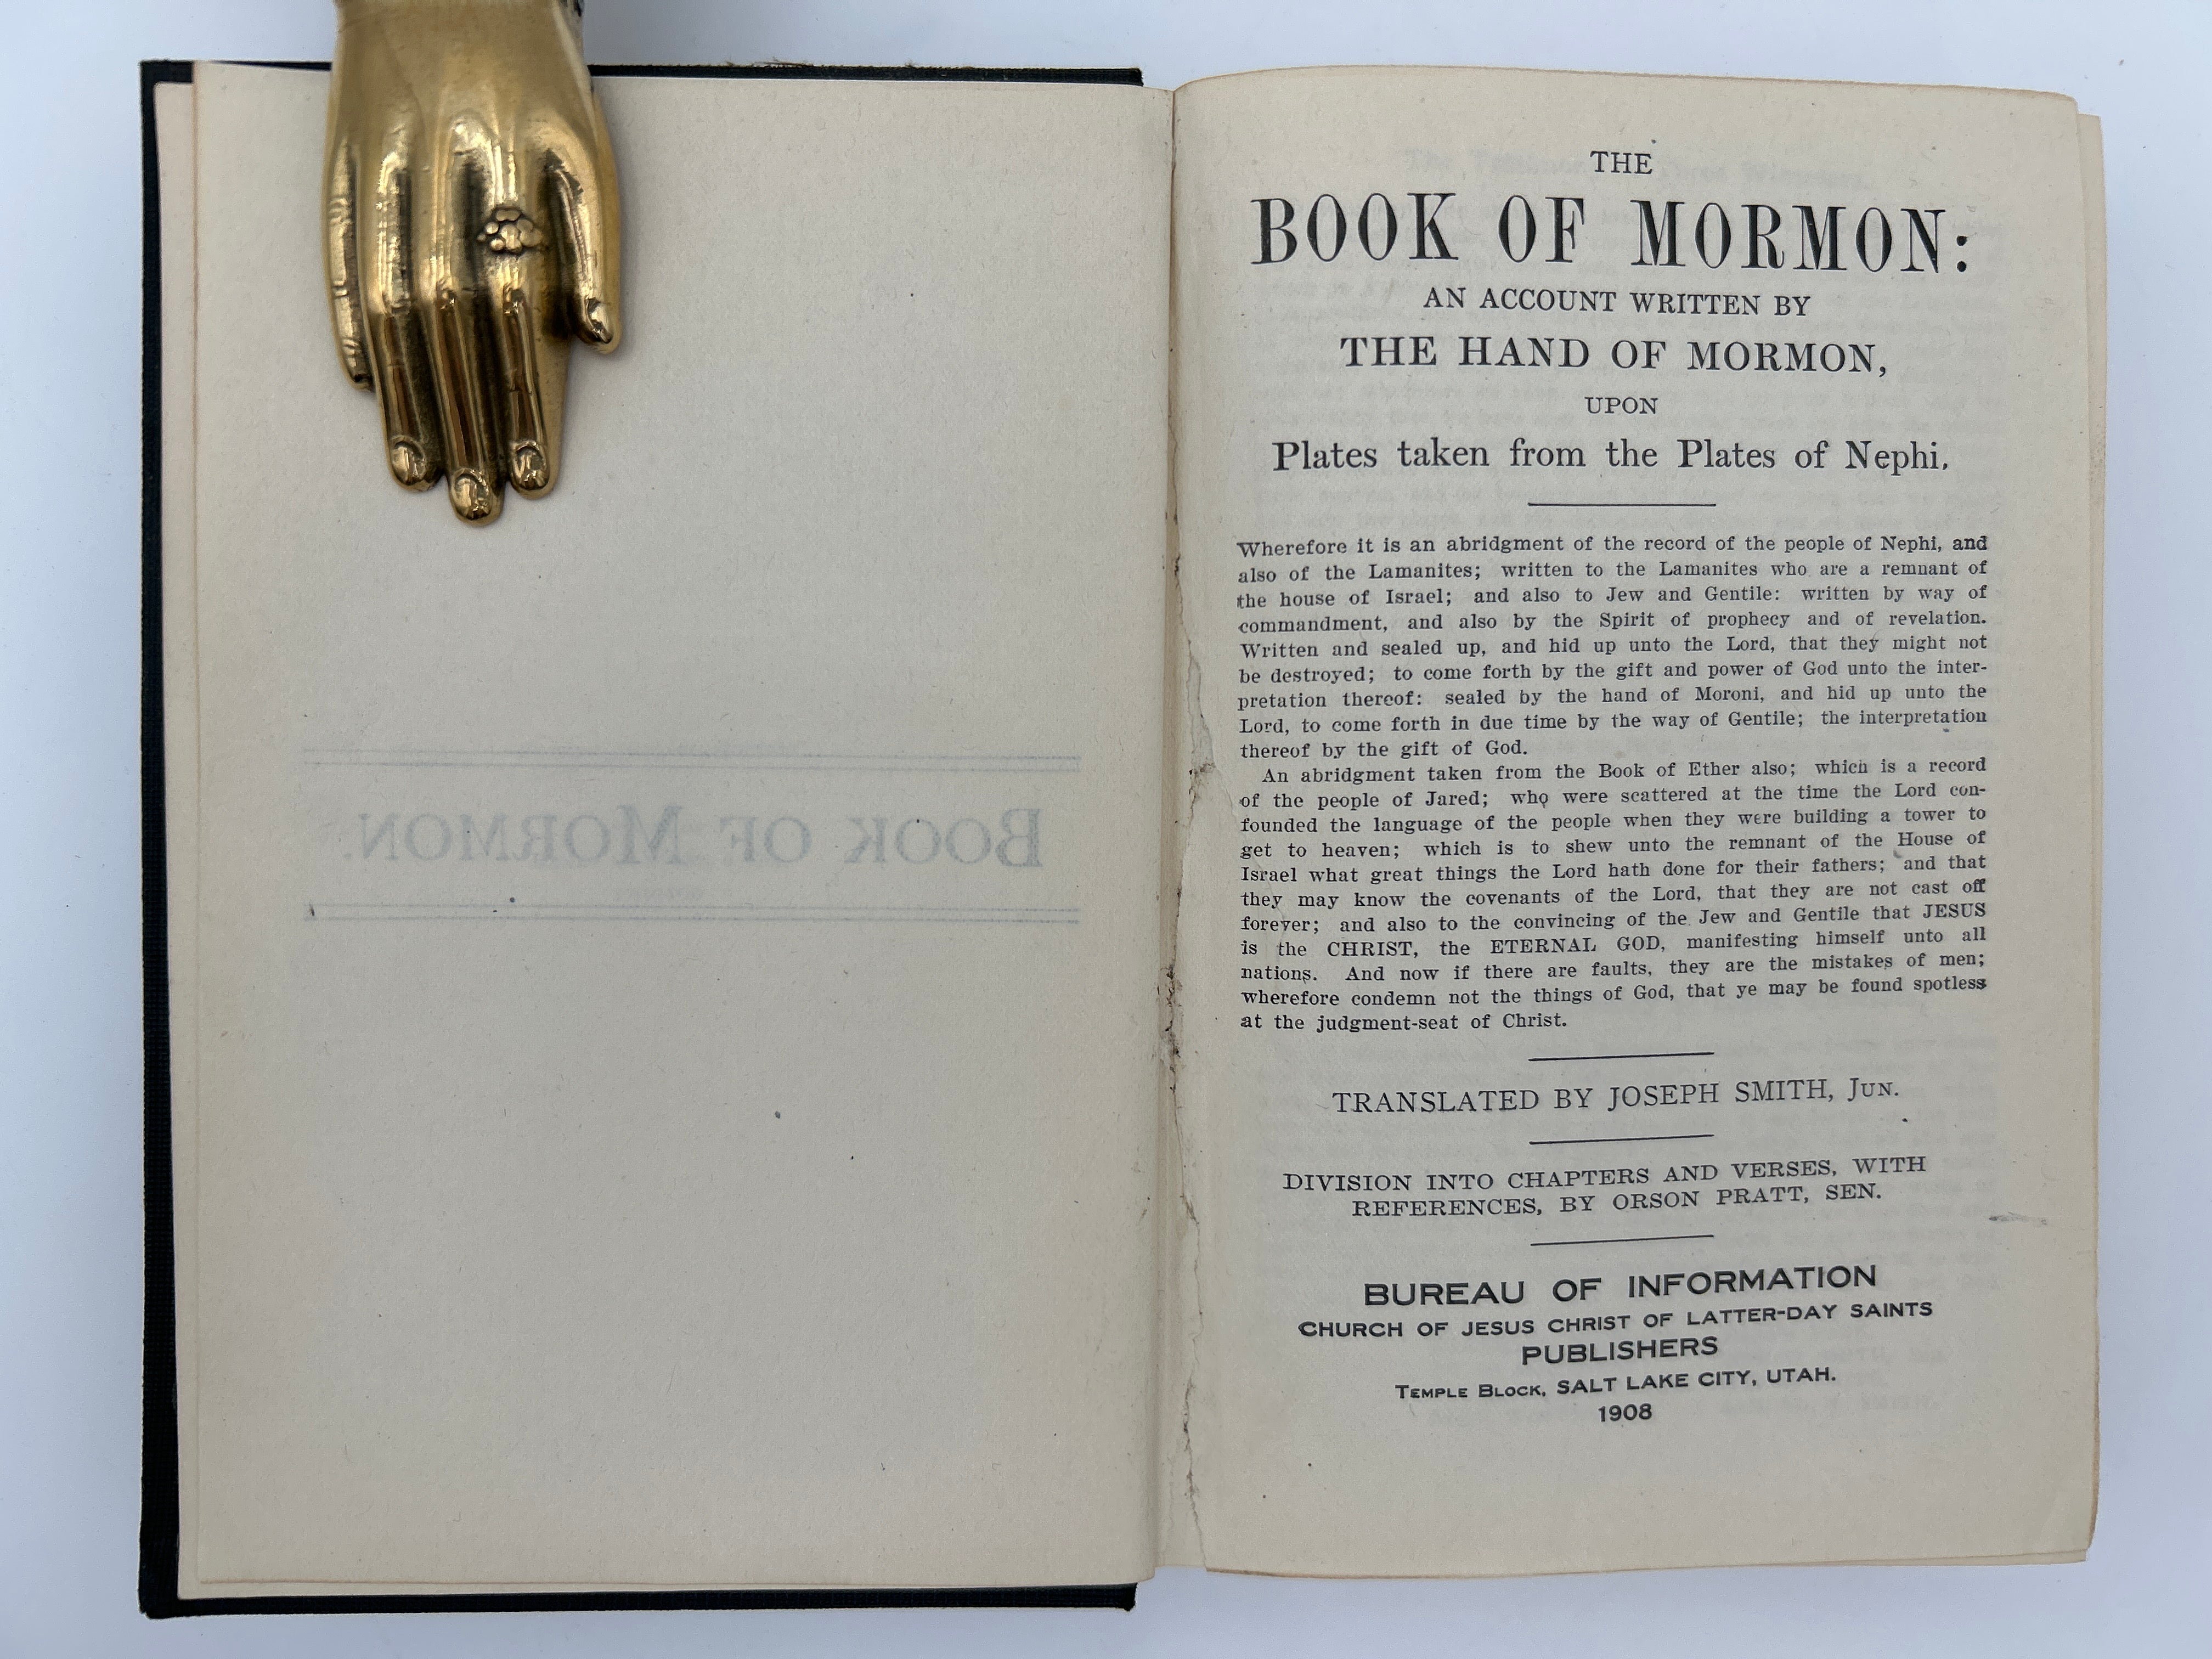 BOOK OF MORMON.
THE
BOOK OF MORMON:
AN ACCOUNT WRITTEN BY
THE HAND OF MORMON,
UPON
Plates taken from the Plates of Nephi.
Wherefore it is an abridgment of the record of the people of Nephi, and
also of the Lamanites; written to the Lamanites who are a remnant of
the house of Israel; and also to Jew and Gentile: written by way of
commandment, and also by the Spirit of prophecy and of revelation.
Written and sealed up, and hid up unto the Lord, that they might not
be destroyed; to come forth by the gift and power of God unto the inter-
pretation thereof: sealed by the hand of Moroni, and hid up unto the
Lord, to come forth in due time by the way of Gentile; the interpretation
thereof by the gift of God.
An abridgment taken from the Book of Ether also; which is a record
of the people of Jared; who were scattered at the time the Lord con-
founded the language of the people when they were building a tower to
get to heaven; which is to shew unto the remnant of the House of
Israel what great things the Lord hath done for their fathers; and that
they may know the covenants of the Lord, that they are not cast off
forever; and also to the convincing of the Jew and Gentile that JESUS
is the CHRIST, the ETERNAL GOD, manifesting himself unto all
nations. And now if there are faults, they are the mistakes of men;
wherefore condemn not the things of God, that ye may be found spotless
at the judgment-seat of Christ.
TRANSLATED BY JOSEPH SMITH, JUN.
DIVISION INTO CHAPTERS AND VERSES, WITH
REFERENCES, BY ORSON PRATT, SEN.
BUREAU OF INFORMATION
CHURCH OF JESUS CHRIST OF LATTER-DAY SAINTS
PUBLISHERS
TEMPLE BLOCK, SALT LAKE CITY, UTAH.
1908